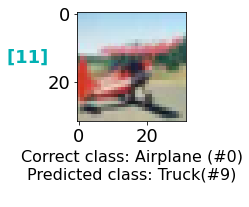 0
[11]
20
0 20
Correct class: Airplane (#0)
Predicted class: Truck(#9)